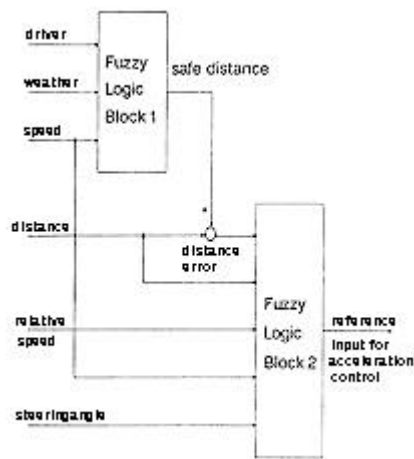 driver
Fuzzy
safe distance
weather
Logic
speed
Block 1
distance
distance
error
Fuzzy
relative
speed
Logic
reference
Block 2
input for
acceleration
control
steeringangle